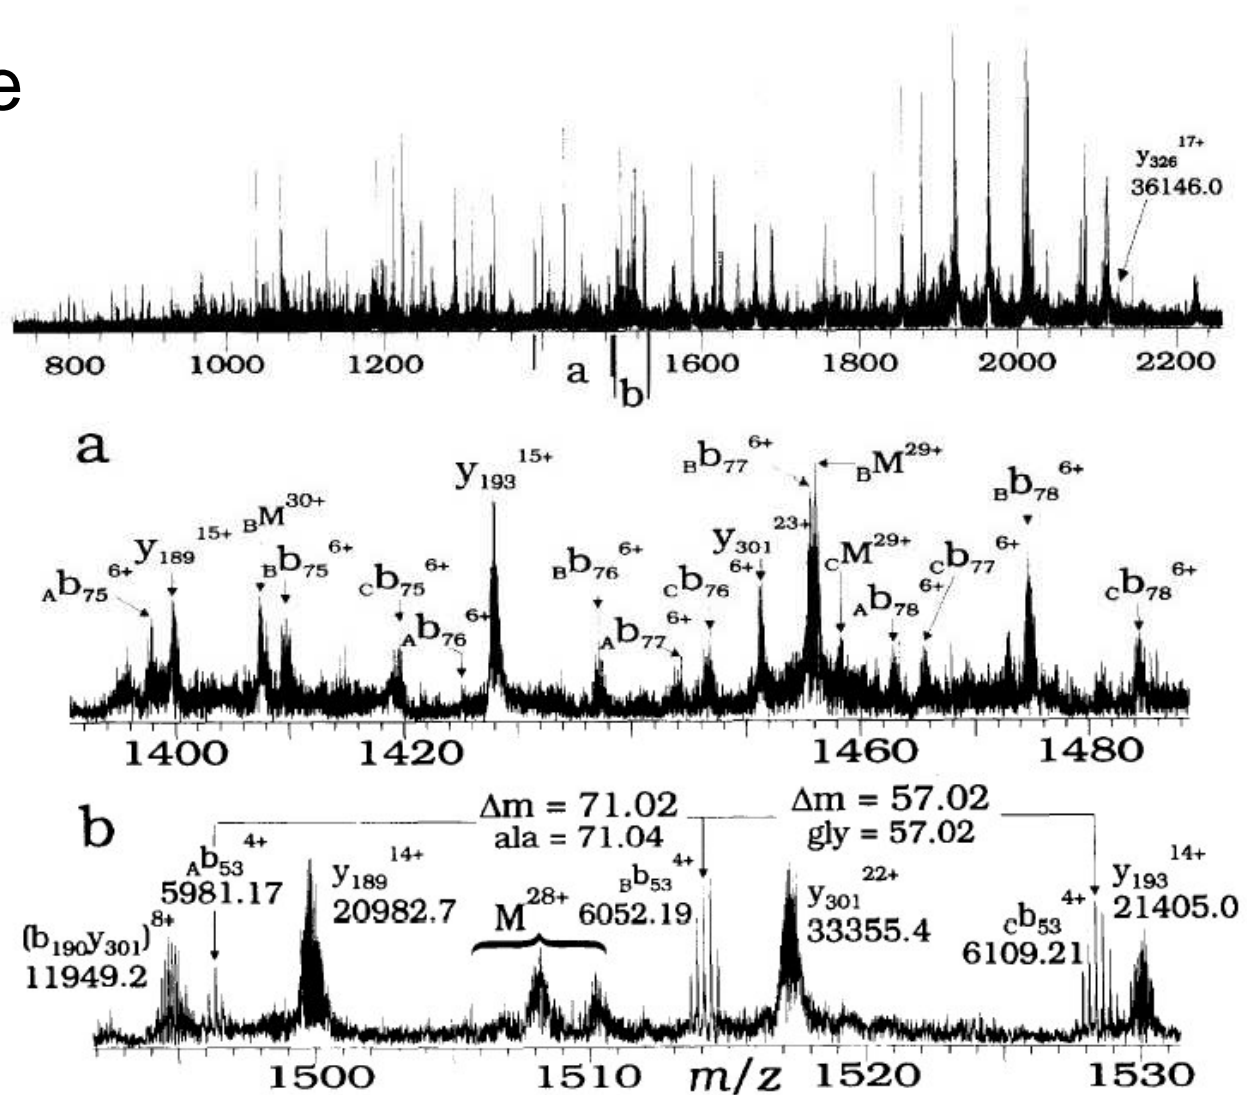 e
y326 17+
36146.0
800 1000 1200 a b 1600 1800 2000 2200
a
Ab75 6+
y189 15+
BM30+
Bb75 6+
Cb75 6+
Ab76 6+
y193 15+
Bb76 6+
Ab77 6+
Cb76 6+
y301 23+
Bb77 6+
BM29+
CM29+
Ab78 6+
Cb77 6+
Bb78 6+
Cb78 6+
1400 1420 1460 1480
b
Δm = 71.02
ala = 71.04
Δm = 57.02
gly = 57.02
(b190y301)8+
11949.2
Ab53 4+
5981.17
y189 14+
20982.7
M28+
Bb53 4+
6052.19
y301 22+
33355.4
Cb53 4+
6109.21
y193 14+
21405.0
1500 1510 m/z 1520 1530